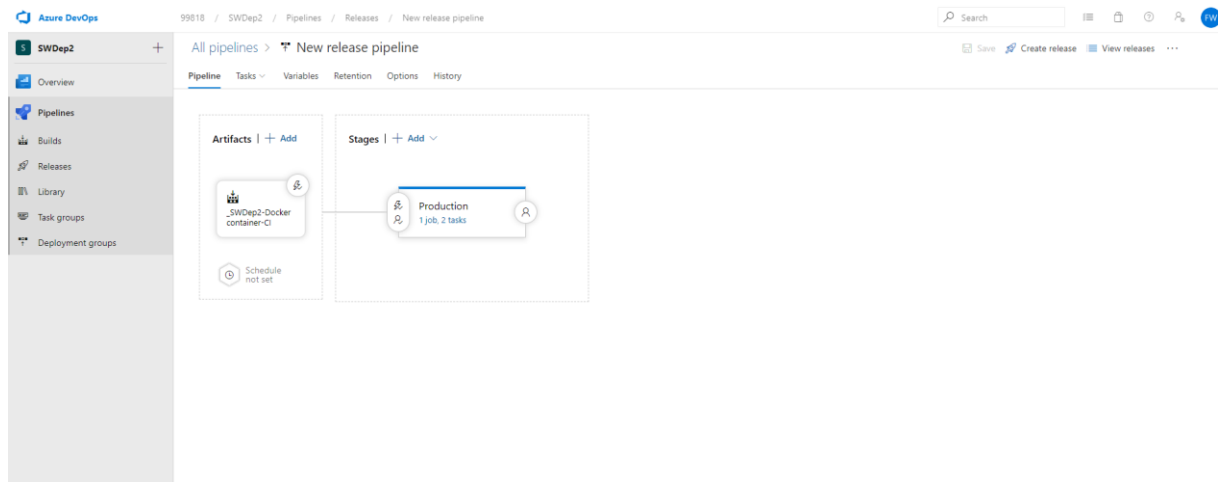 Azure DevOps
99818 / SWDep2 / Pipelines / Releases / New release pipeline
Search
FW
S SWDep2
All pipelines > New release pipeline
Save Create release View releases ...
Overview
Pipeline Tasks Variables Retention Options History
Pipelines
Builds
Releases
Library
Task groups
Deployment groups
Artifacts | + Add
_SWDep2-Docker
container-CI
Schedule
not set
Stages | + Add
Production
1 job, 2 tasks